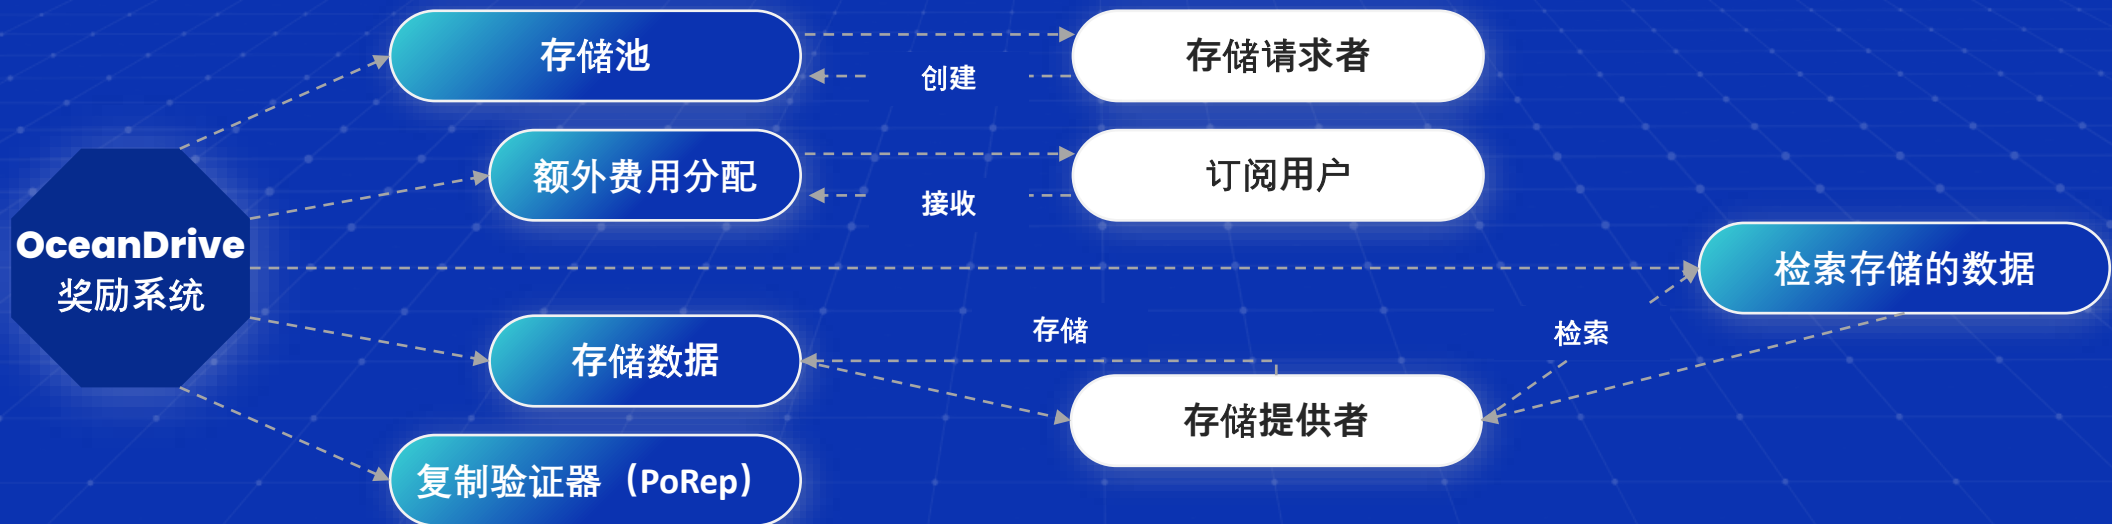 存储池
创建
存储请求者
额外费用分配
接收
订阅用户
OceanDrive
奖励系统
检索存储的数据
存储
检索
存储数据
存储提供者
复制验证器（PoRep）